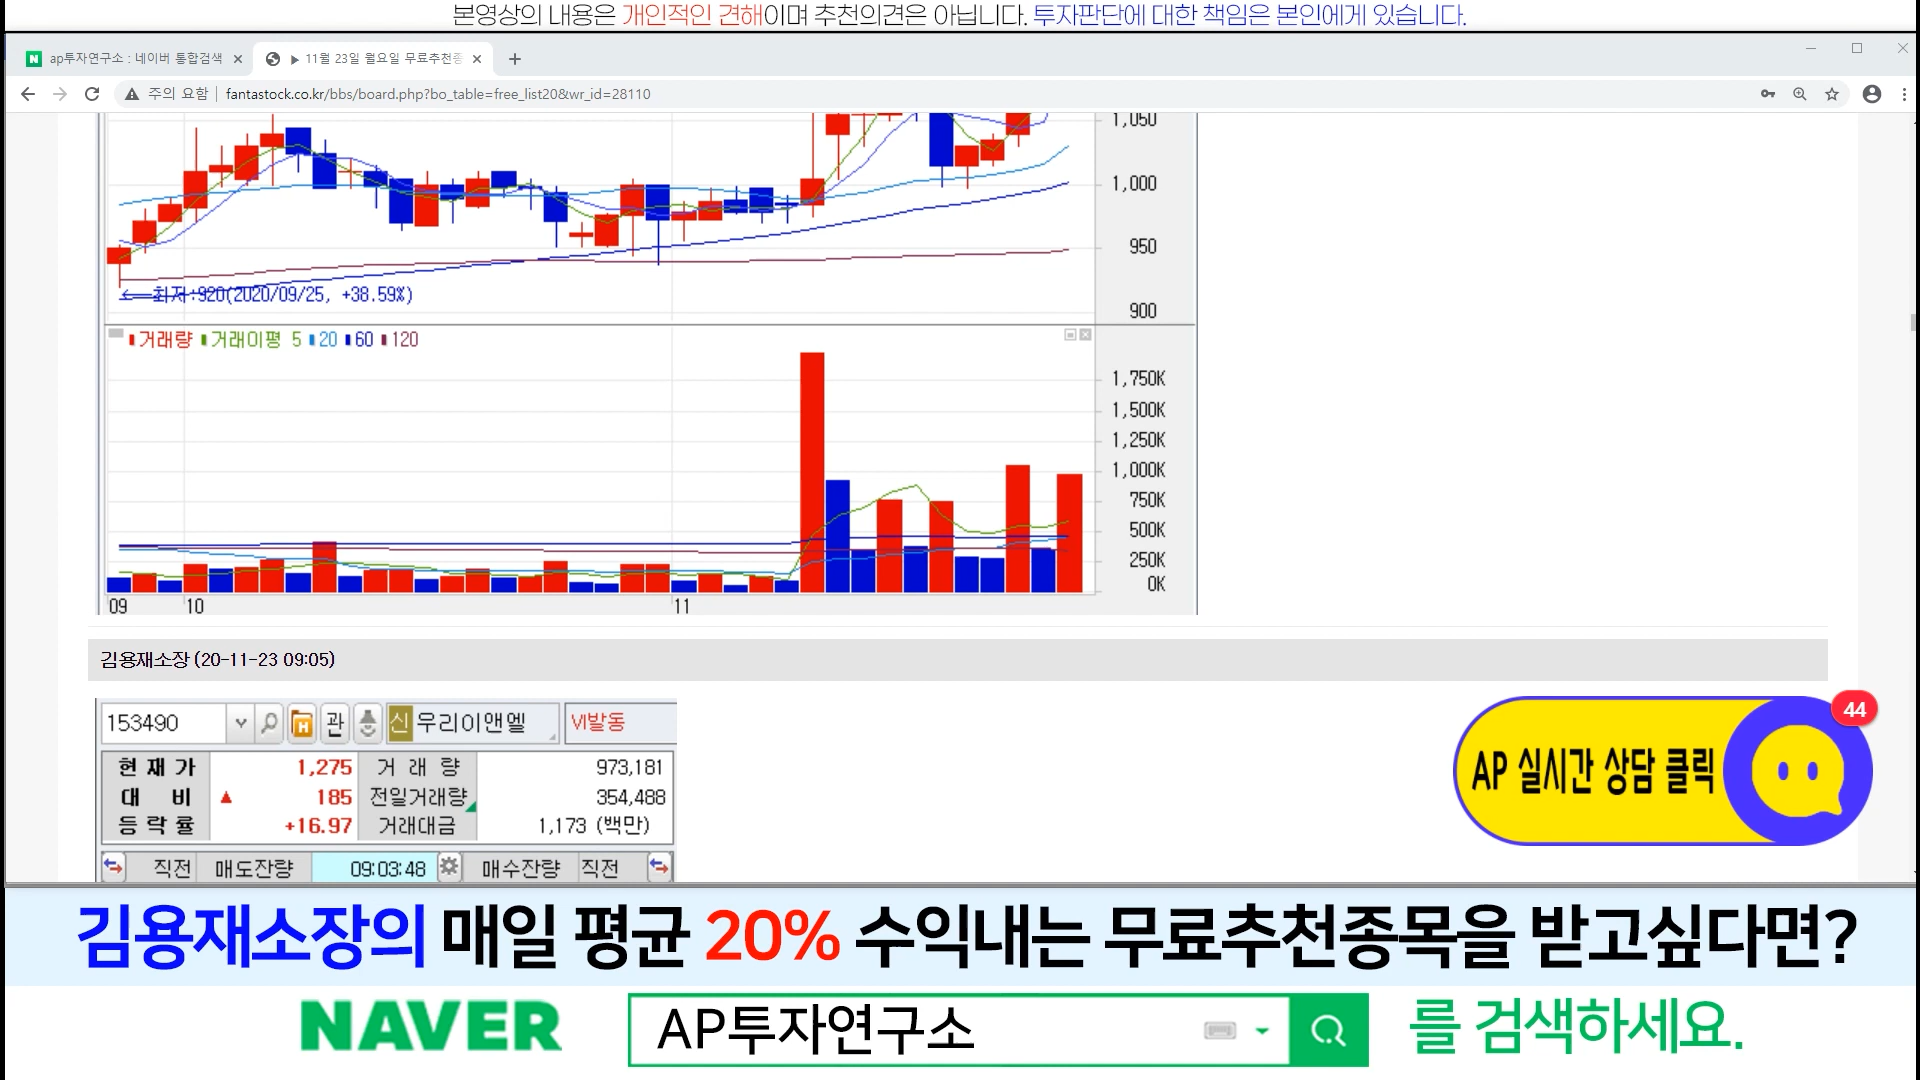 본영상의 내용은 개인적인 견해이며 추천의견은 아닙니다. 투자판단에 대한 책임은 본인에게 있습니다.
ap투자연구소 : 네이버 통합검색
▶ 11월 23일 월요일 무료추천종
주의 요함
fantastock.co.kr/bbs/board.php?bo_table=free_list20&wr_id=28110
1,050
1,000
950
900
최저:920(2020/09/25, +38.59%)
거래량 거래이평 5 20 60 120
1,750K
1,500K
1,250K
1,000K
750K
500K
250K
0K
09 10 11
김용재소장 (20-11-23 09:05)
153490 관 신 우리이앤엘 VI발동
현재가 1,275 거래량 973,181
대비 ▲ 185 전일거래량 354,488
등락률 +16.97 거래대금 1,173 (백만)
직전 매도잔량 09:03:48 매수잔량 직전
44
AP 실시간 상담 클릭
김용재소장의 매일 평균 20% 수익내는 무료추천종목을 받고싶다면?
NAVER AP투자연구소 를 검색하세요.